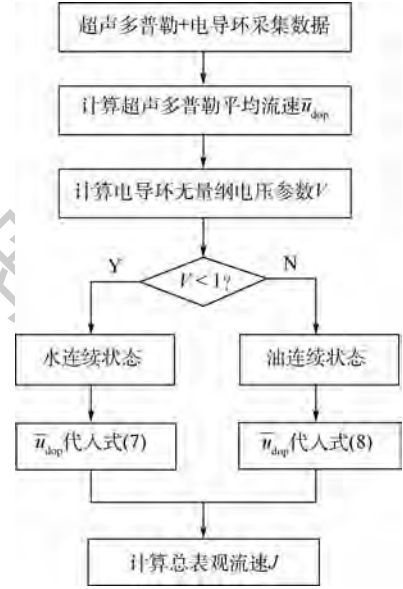 超声多普勒+电导环采集数据
计算超声多普勒平均流速ū_dop
计算电导环无量纲电压参数V
Y
V<1?
N
水连续状态
油连续状态
ū_dop代入式(7)
ū_dop代入式(8)
计算总表观流速J